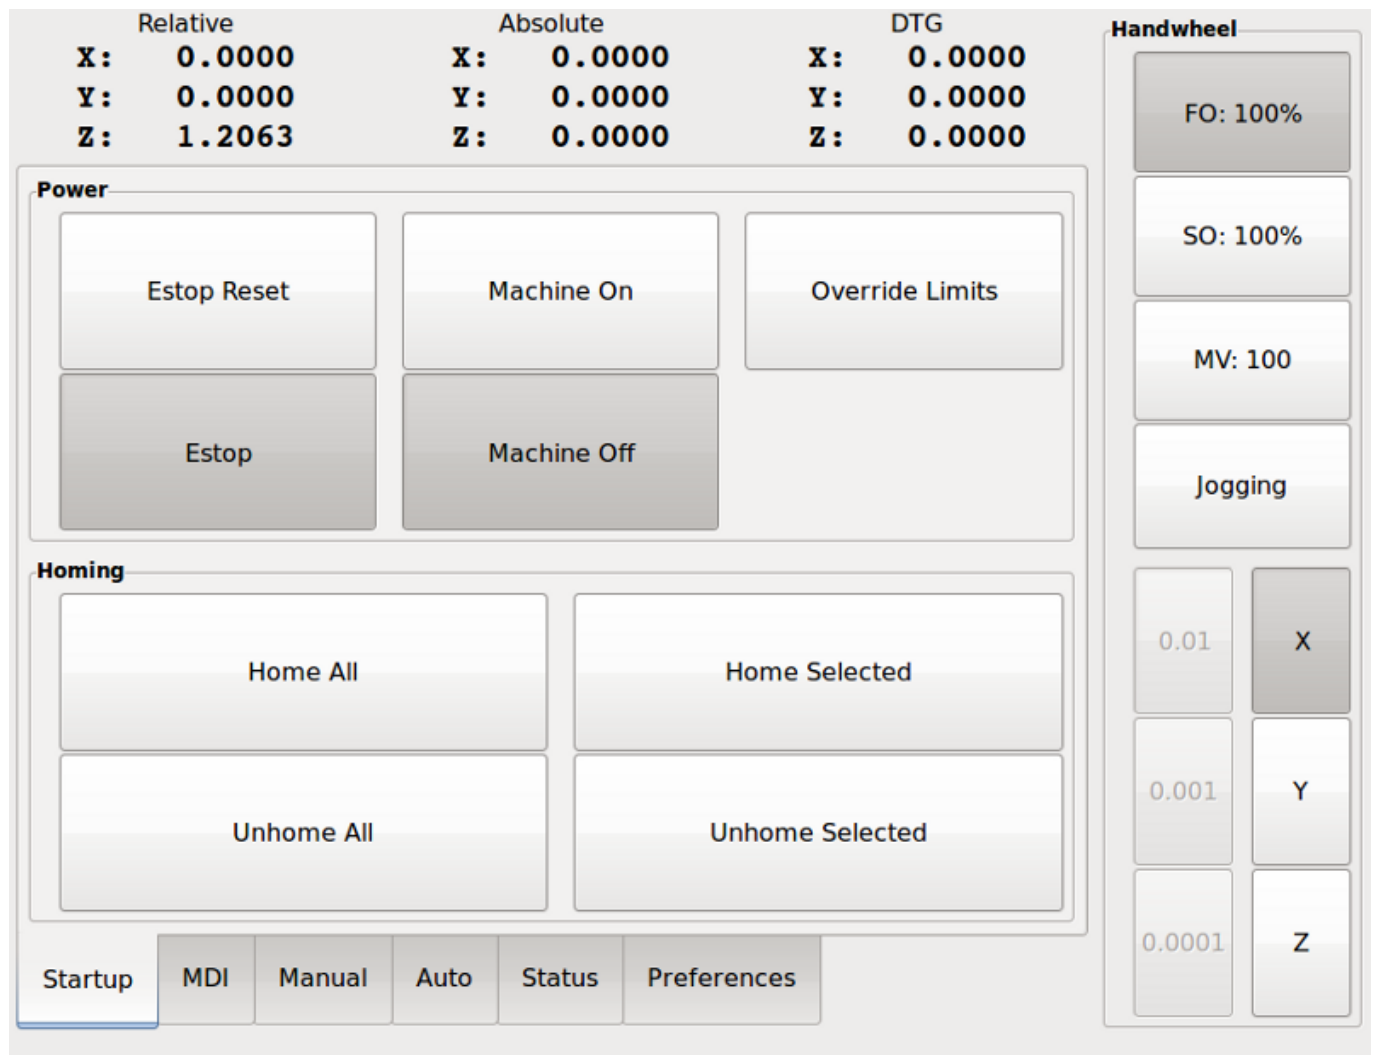 Relative Absolute DTG
X: 0.0000 X: 0.0000 X: 0.0000
Y: 0.0000 Y: 0.0000 Y: 0.0000
Z: 1.2063 Z: 0.0000 Z: 0.0000
Power
Estop Reset Machine On Override Limits
Estop Machine Off
Homing
Home All Home Selected
Unhome All Unhome Selected
Startup MDI Manual Auto Status Preferences
Handwheel
FO: 100%
SO: 100%
MV: 100
Jogging
0.01 X
0.001 Y
0.0001 Z